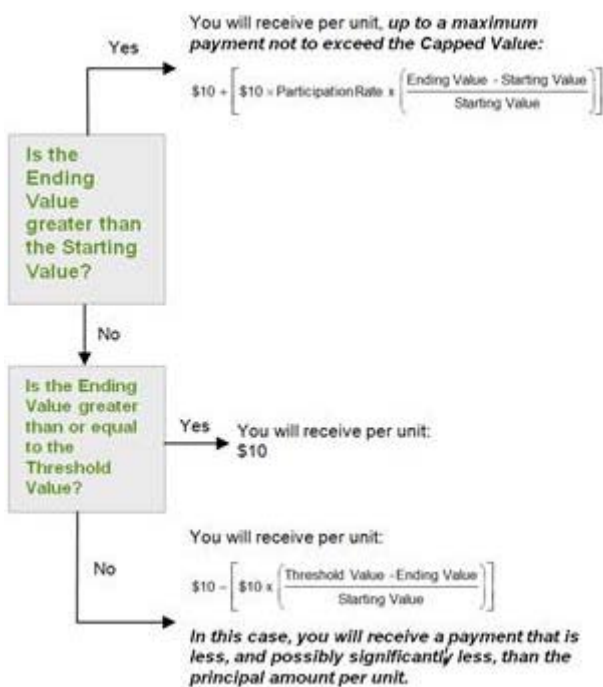 Yes
You will receive per unit, up to a maximum
payment not to exceed the Capped Value:
$10 + [ $10 × Participation Rate x ( Ending Value - Starting Value / Starting Value ) ]
Is the
Ending
Value
greater than
the Starting
Value?
No
Is the Ending
Value greater
than or equal
to the
Threshold
Value?
Yes
You will receive per unit:
$10
No
You will receive per unit:
$10 – [ $10 x ( Threshold Value - Ending Value / Starting Value ) ]
In this case, you will receive a payment that is
less, and possibly significantly less, than the
principal amount per unit.